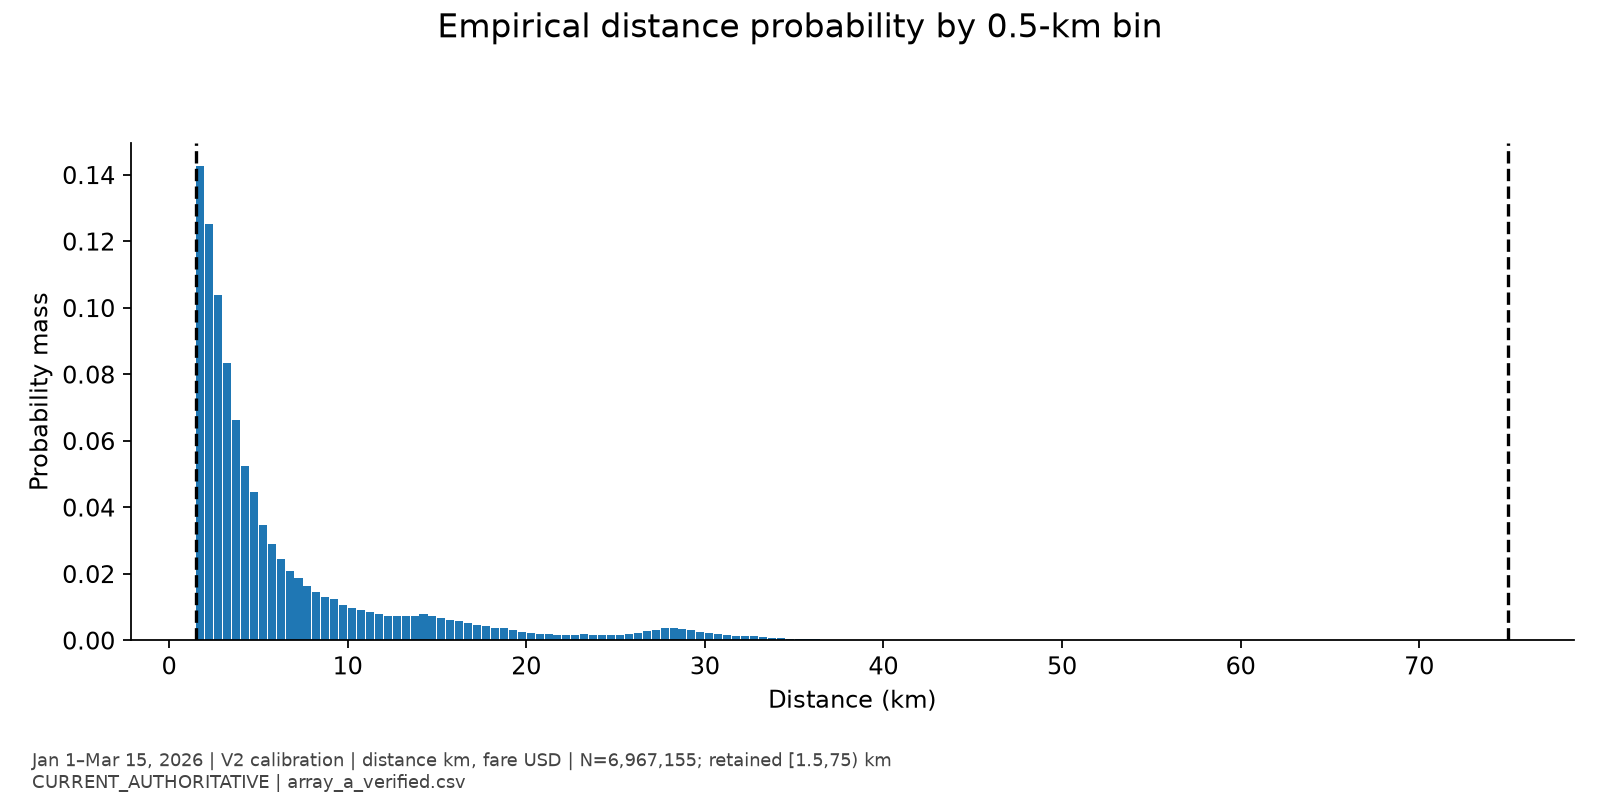 Empirical distance probability by 0.5-km bin
Probability mass
0.14
0.12
0.10
0.08
0.06
0.04
0.02
0.00
0 10 20 30 40 50 60 70
Distance (km)
Jan 1–Mar 15, 2026 | V2 calibration | distance km, fare USD | N=6,967,155; retained [1.5,75) km
CURRENT_AUTHORITATIVE | array_a_verified.csv